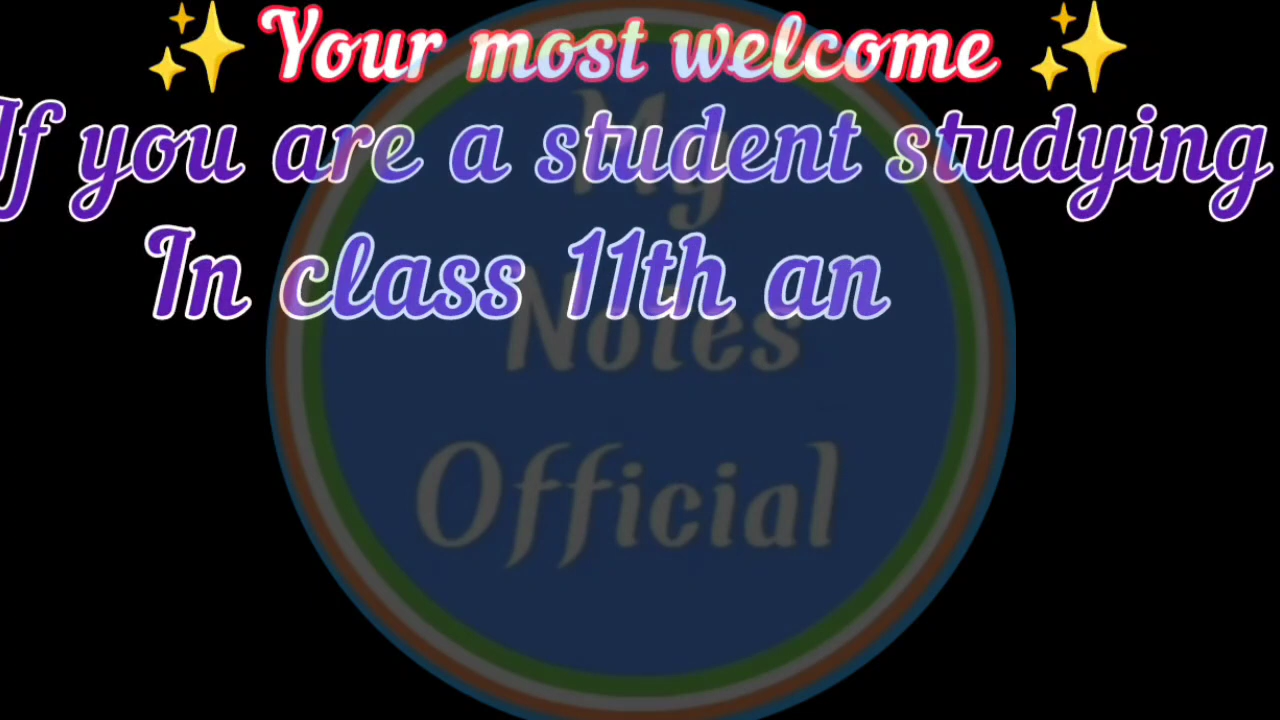 ✨Your most welcome ✨
If you are a student studying
In class 11th an
My
Notes
Official